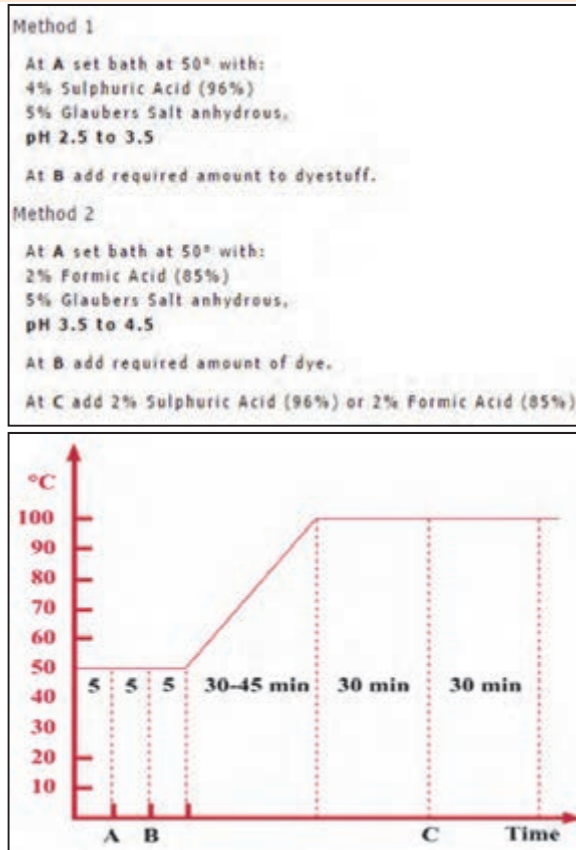 Method 1
At A set bath at 50° with:
4% Sulphuric Acid (96%)
5% Glaubers Salt anhydrous,
pH 2.5 to 3.5
At B add required amount to dyestuff.
Method 2
At A set bath at 50° with:
2% Formic Acid (85%)
5% Glaubers Salt anhydrous,
pH 3.5 to 4.5
At B add required amount of dye.
At C add 2% Sulphuric Acid (96%) or 2% Formic Acid (85%)
°C
100
90
80
70
60
50
5 5 5 30-45 min 30 min 30 min
40
30
20
10
A B C Time